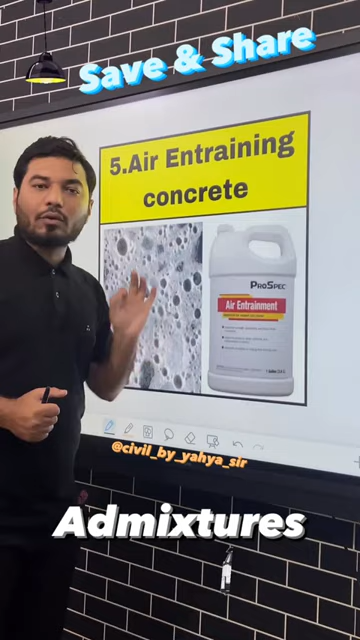 Save & Share
5.Air Entraining
concrete
PROSPEC
Air Entrainment
@civil_by_yahya_sir
Admixtures